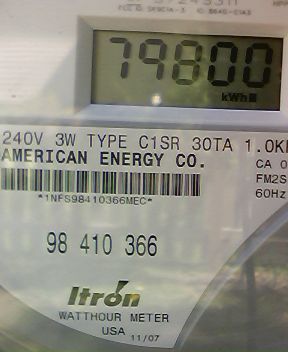 79800
kWh
240V 3W TYPE C1SR 30TA 1.0K
AMERICAN ENERGY CO.
CA 0
*1NFS98410366MEC*
FM2S
60Hz
98 410 366
Itron
WATTHOUR METER
USA 11/07